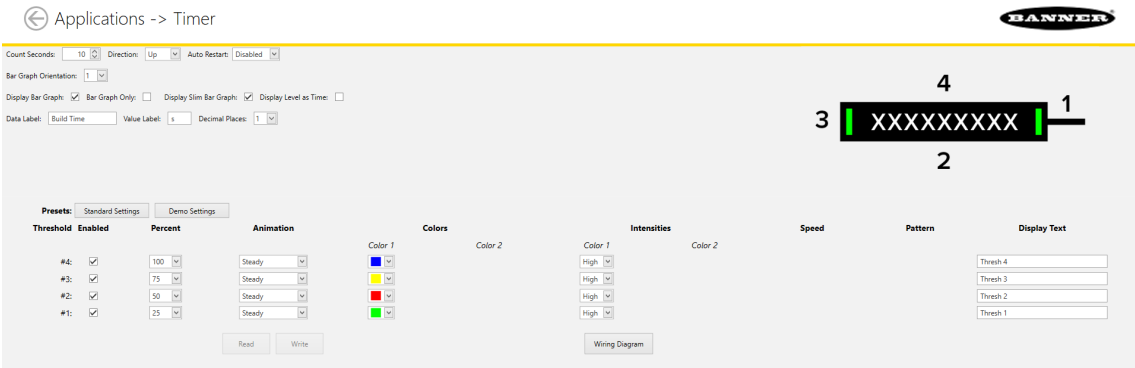 Applications -> Timer
BANNER
Count Seconds: 10 Direction: Up Auto Restart: Disabled
Bar Graph Orientation: 1
Display Bar Graph: Bar Graph Only: Display Slim Bar Graph: Display Level as Time:
Data Label: Build Time Value Label: s Decimal Places: 1
4
3 XXXXXXXXX 1
2
Presets: Standard Settings Demo Settings
Threshold Enabled Percent Animation Colors Intensities Speed Pattern Display Text
Color 1 Color 2 Color 1 Color 2
#4: 100 Steady High Thresh 4
#3: 75 Steady High Thresh 3
#2: 50 Steady High Thresh 2
#1: 25 Steady High Thresh 1
Read Write Wiring Diagram